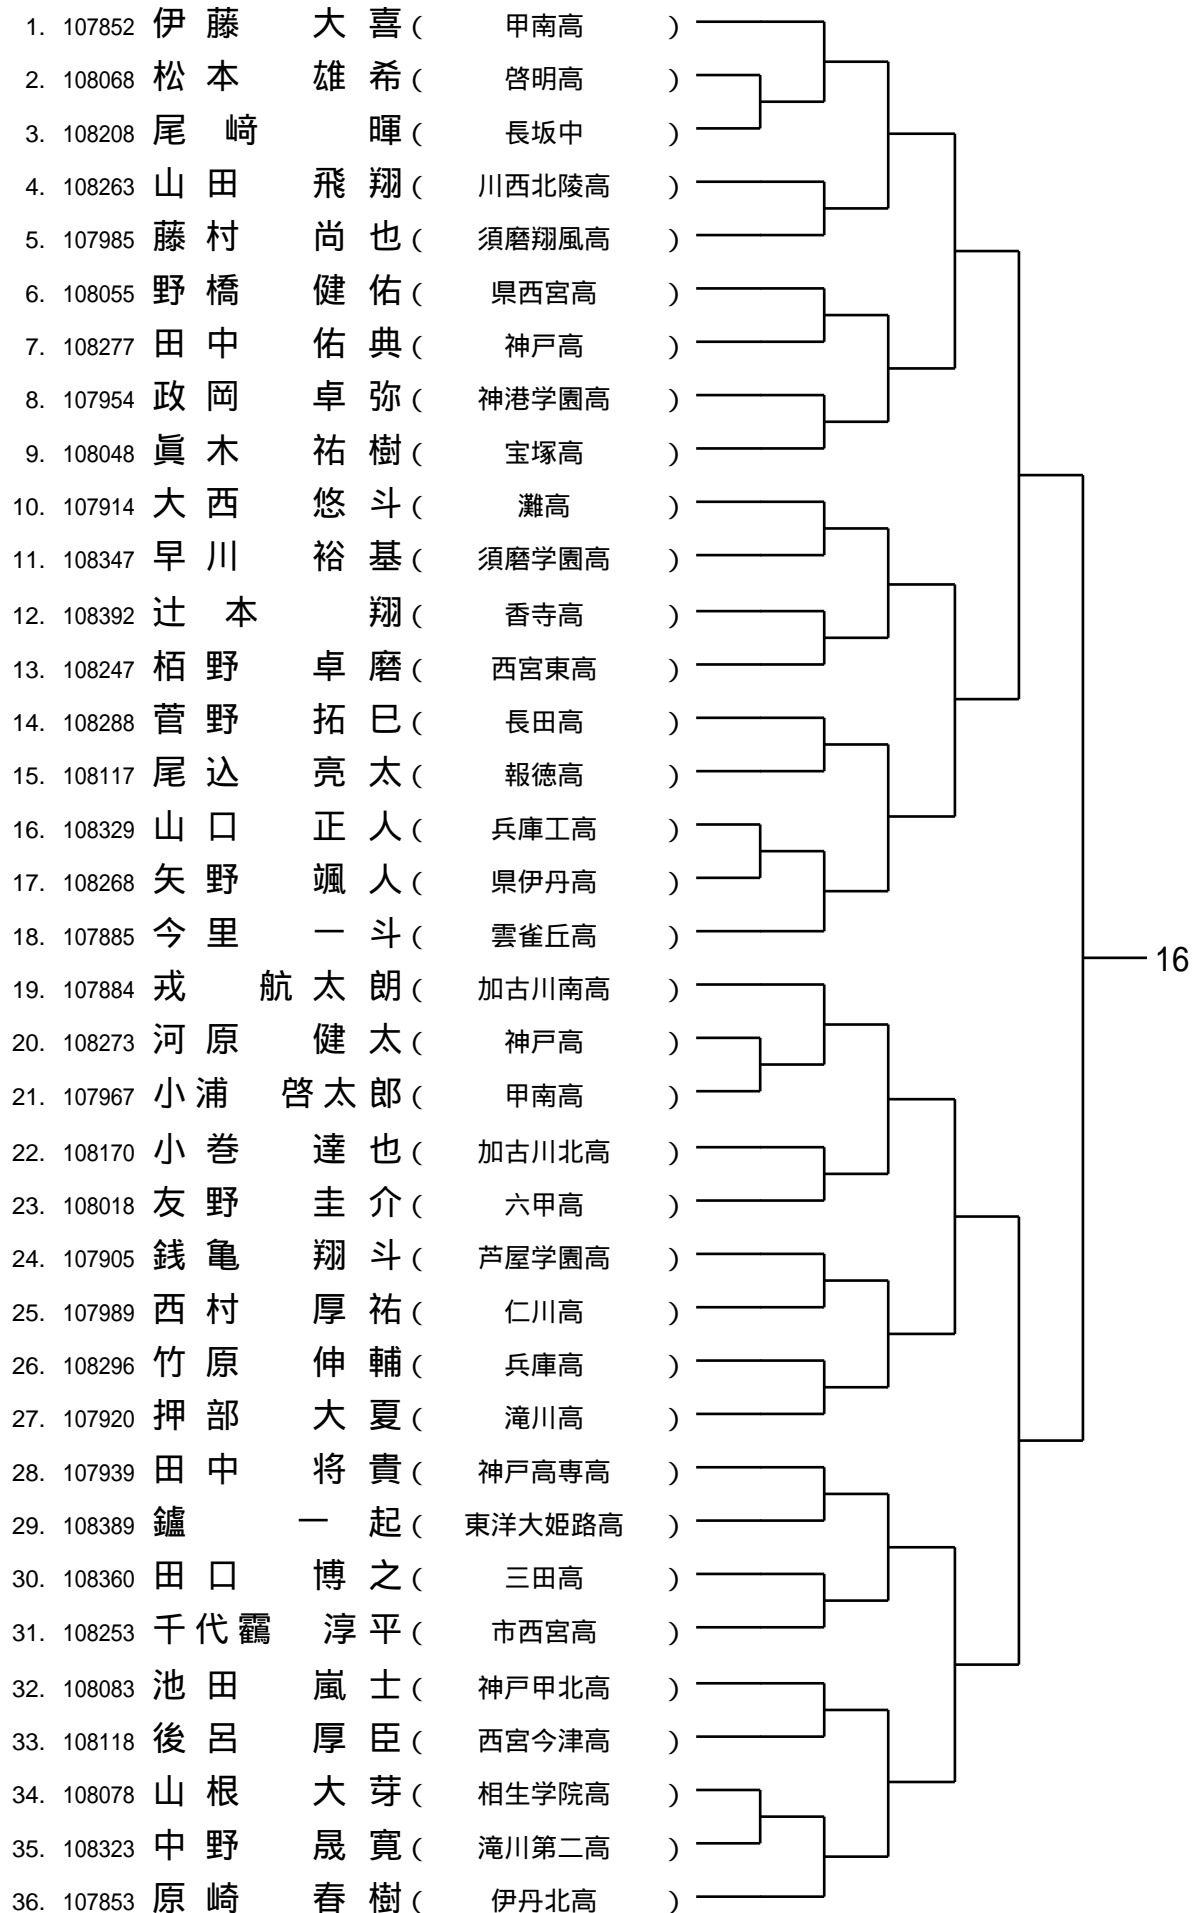 1. 107852 伊藤 大喜 ( 甲南高 )
2. 108068 松本 雄希 ( 啓明高 )
3. 108208 尾﨑 暉 ( 長坂中 )
4. 108263 山田 飛翔 ( 川西北陵高 )
5. 107985 藤村 尚也 ( 須磨翔風高 )
6. 108055 野橋 健佑 ( 県西宮高 )
7. 108277 田中 佑典 ( 神戸高 )
8. 107954 政岡 卓弥 ( 神港学園高 )
9. 108048 眞木 祐樹 ( 宝塚高 )
10. 107914 大西 悠斗 ( 灘高 )
11. 108347 早川 裕基 ( 須磨学園高 )
12. 108392 辻本 翔 ( 香寺高 )
13. 108247 栢野 卓磨 ( 西宮東高 )
14. 108288 菅野 拓巳 ( 長田高 )
15. 108117 尾込 亮太 ( 報徳高 )
16. 108329 山口 正人 ( 兵庫工高 )
17. 108268 矢野 颯人 ( 県伊丹高 )
18. 107885 今里 一斗 ( 雲雀丘高 )
16
19. 107884 戎 航太朗 ( 加古川南高 )
20. 108273 河原 健太 ( 神戸高 )
21. 107967 小浦 啓太郎 ( 甲南高 )
22. 108170 小巻 達也 ( 加古川北高 )
23. 108018 友野 圭介 ( 六甲高 )
24. 107905 銭亀 翔斗 ( 芦屋学園高 )
25. 107989 西村 厚祐 ( 仁川高 )
26. 108296 竹原 伸輔 ( 兵庫高 )
27. 107920 押部 大夏 ( 滝川高 )
28. 107939 田中 将貴 ( 神戸高専高 )
29. 108389 鑪 一起 ( 東洋大姫路高 )
30. 108360 田口 博之 ( 三田高 )
31. 108253 千代靏 淳平 ( 市西宮高 )
32. 108083 池田 嵐士 ( 神戸甲北高 )
33. 108118 後呂 厚臣 ( 西宮今津高 )
34. 108078 山根 大芽 ( 相生学院高 )
35. 108323 中野 晟寛 ( 滝川第二高 )
36. 107853 原崎 春樹 ( 伊丹北高 )